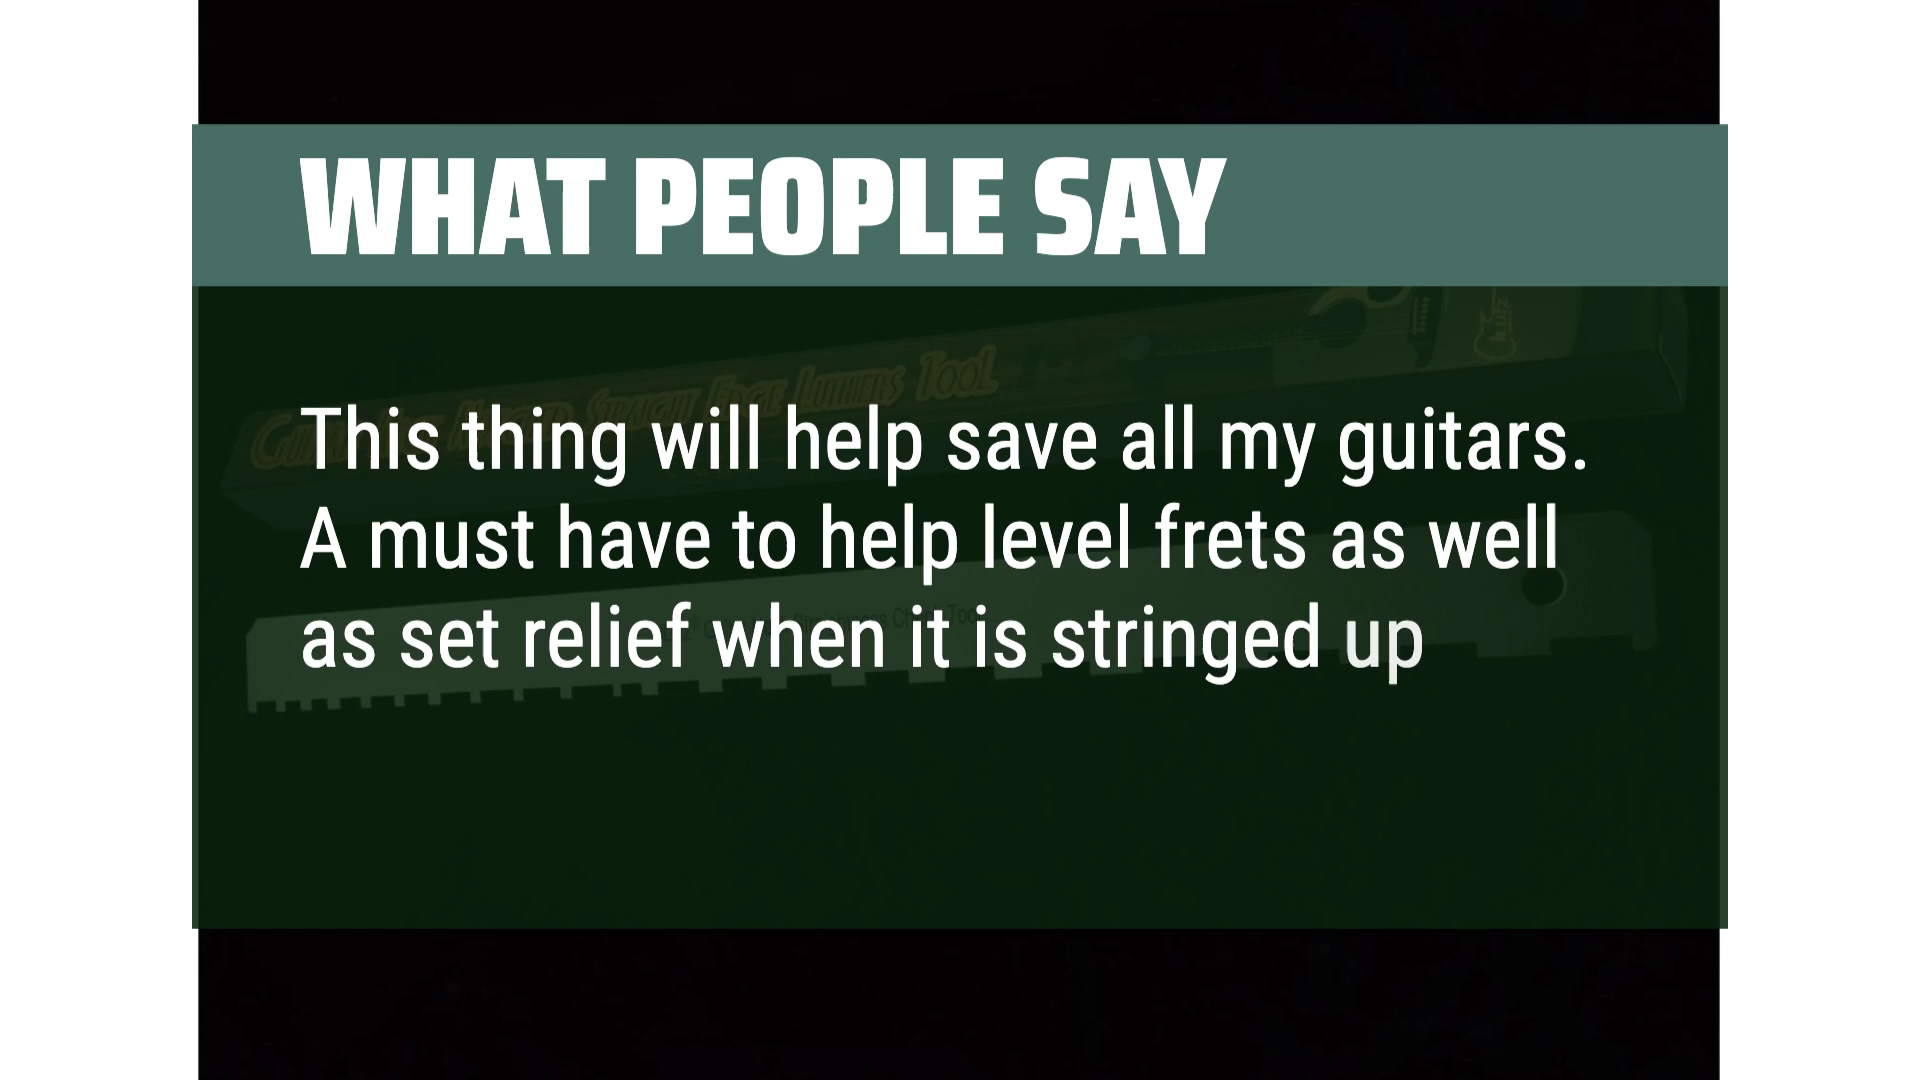 WHAT PEOPLE SAY
This thing will help save all my guitars.
A must have to help level frets as well
as set relief when it is stringed up